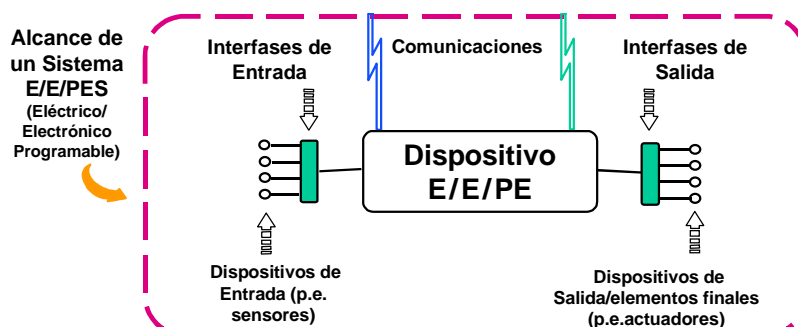 Alcance de
un Sistema
E/E/PES
(Eléctrico/
Electrónico
Programable)
Interfases de
Entrada
Comunicaciones
Interfases de
Salida
Dispositivo
E/E/PE
Dispositivos de
Entrada (p.e.
sensores)
Dispositivos de
Salida/elementos finales
(p.e.actuadores)